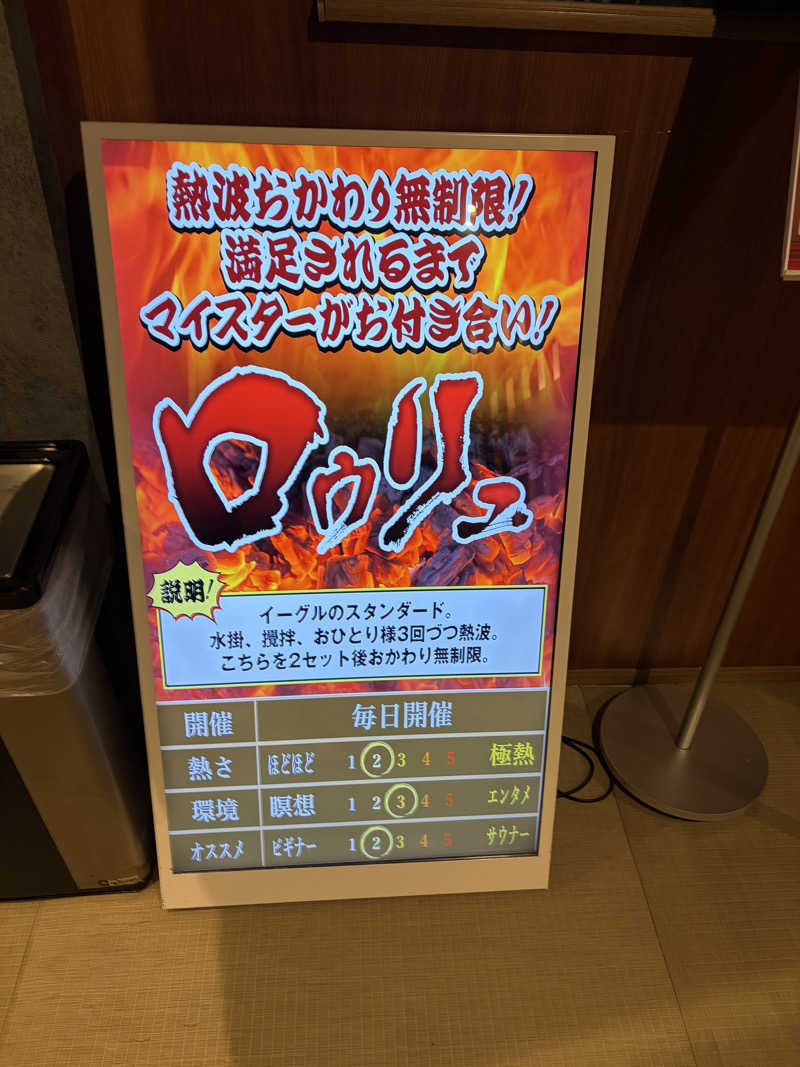 熱波おかわり無制限!
満足されるまで
マイスターがお付き合い!
ロウリュ
説明!
イーグルのスタンダード。
水掛、攪拌、おひとり様3回づつ熱波。
こちらを2セット後おかわり無制限。
開催 毎日開催
熱さ ほどほど 1 2 3 4 5 極熱
環境 瞑想 1 2 3 4 5 エンタメ
オススメ ビギナー 1 2 3 4 5 サウナー